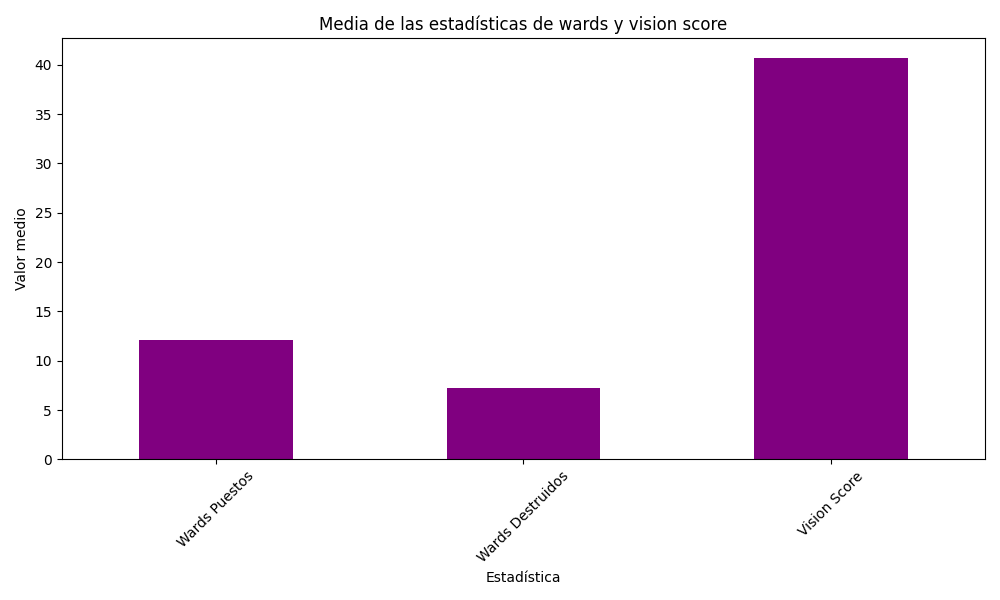 Media de las estadísticas de wards y vision score
Valor medio
40
35
30
25
20
15
10
5
0
Wards Puestos
Wards Destruidos
Vision Score
Estadística